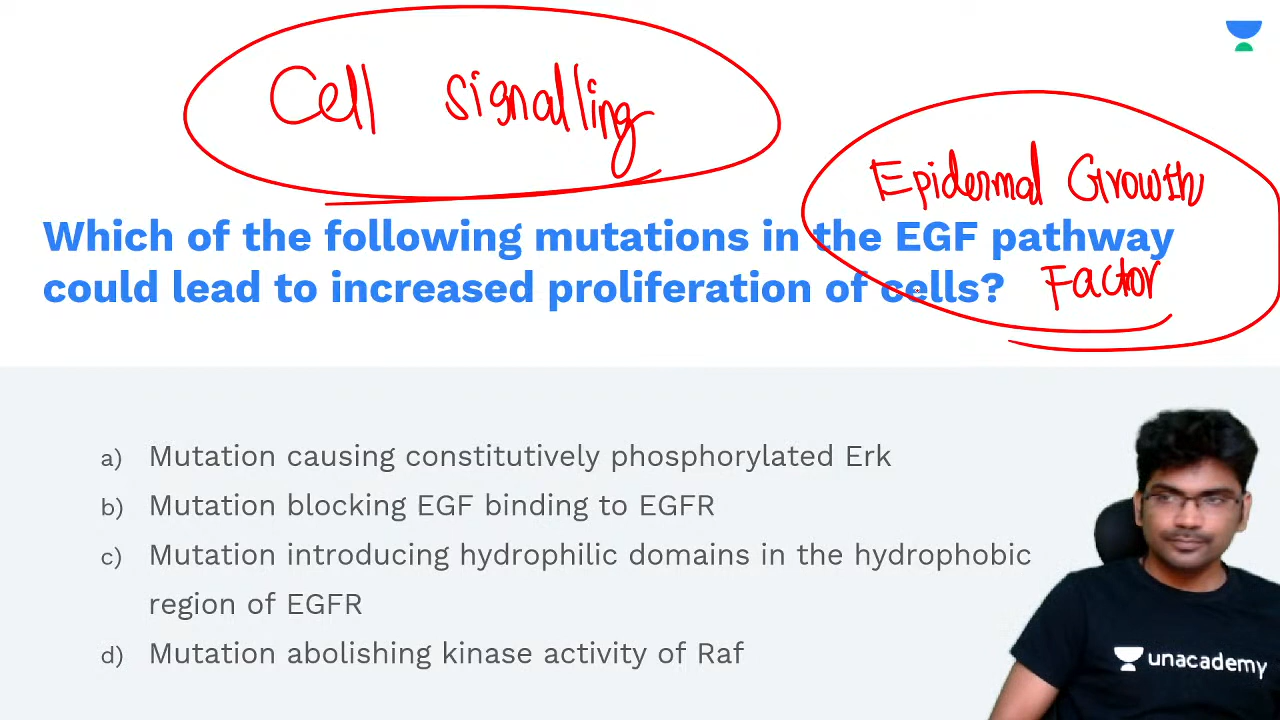 Cell Signalling
Epidermal Growth
Factor
Which of the following mutations in the EGF pathway
could lead to increased proliferation of cells?
a) Mutation causing constitutively phosphorylated Erk
b) Mutation blocking EGF binding to EGFR
c) Mutation introducing hydrophilic domains in the hydrophobic
region of EGFR
d) Mutation abolishing kinase activity of Raf
unacademy